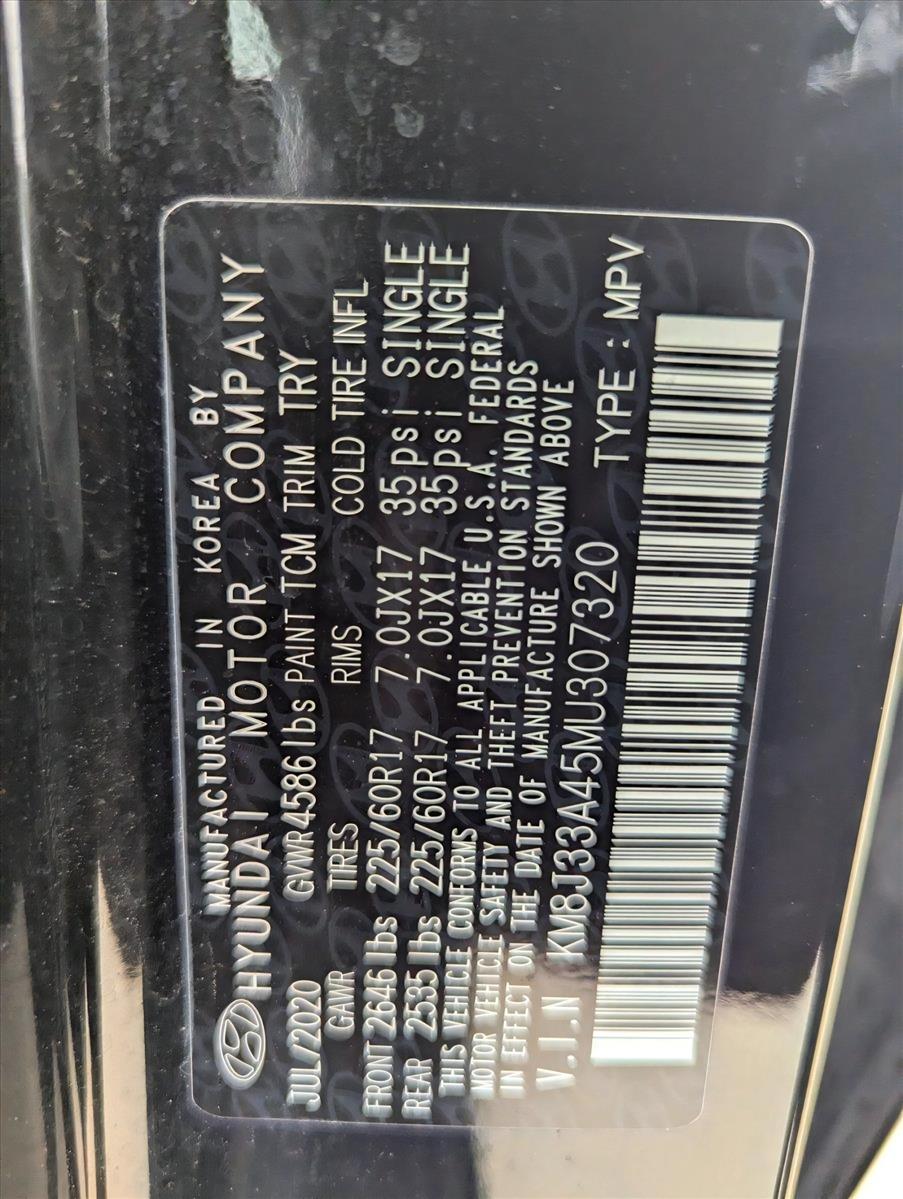 MANUFACTURED IN KOREA BY
HYUNDAI MOTOR COMPANY
JUL/2020 GVWR 4586 lbs PAINT TCM TRIM TRY
GAWR TIRES RIMS COLD TIRE INFL
FRONT 2646 lbs 225/60R17 7.0JX17 35psi SINGLE
REAR 2535 lbs 225/60R17 7.0JX17 35psi SINGLE
THIS VEHICLE CONFORMS TO ALL APPLICABLE U.S.A. FEDERAL
MOTOR VEHICLE SAFETY AND THEFT PREVENTION STANDARDS
IN EFFECT ON THE DATE OF MANUFACTURE SHOWN ABOVE
V.I.N KM8J33A45MU307320 TYPE : MPV